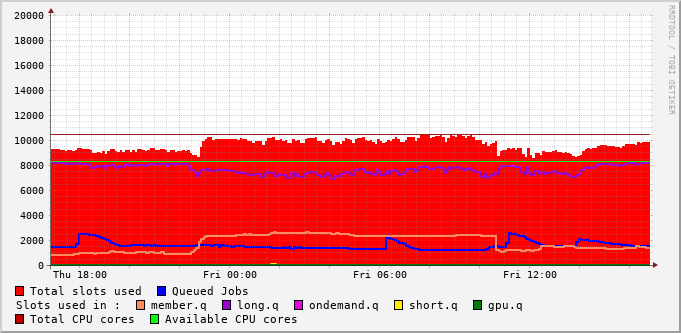 20000
18000
16000
14000
12000
10000
8000
6000
4000
2000
0
Thu 18:00 Fri 00:00 Fri 06:00 Fri 12:00
RRDTOOL / TOBI OETIKER
Total slots used Queued Jobs
Slots used in : member.q long.q ondemand.q short.q gpu.q
Total CPU cores Available CPU cores